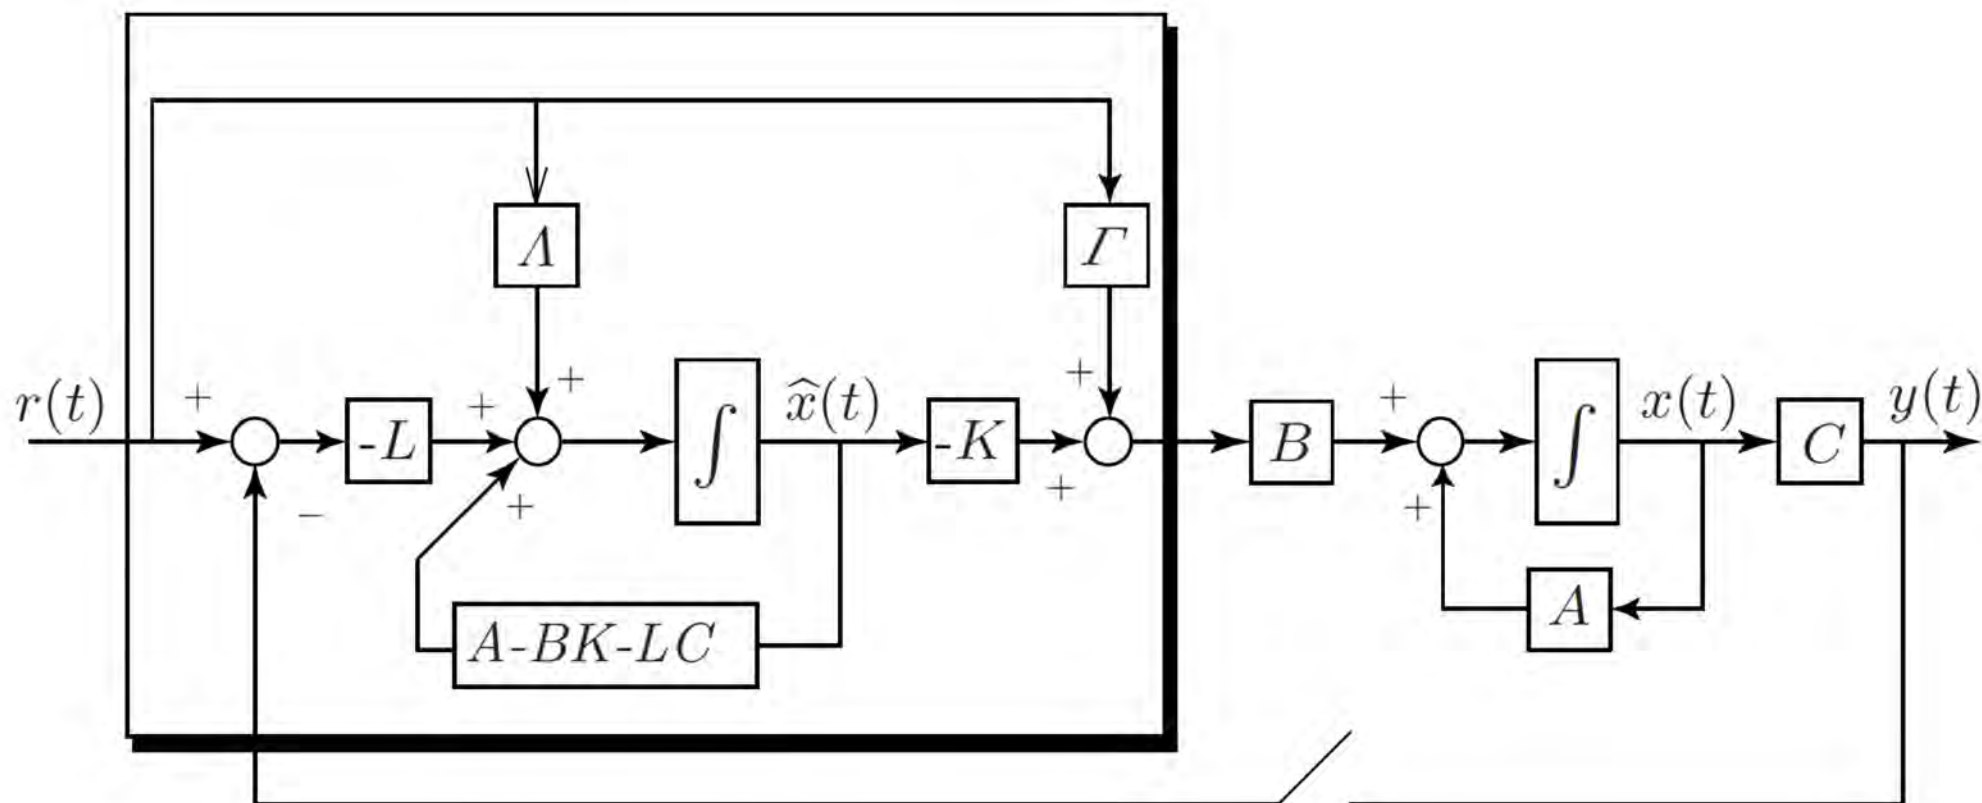 Λ
Γ
+
+
r(t)
+
-L
+
+
∫
x̂(t)
-K
+
B
+
∫
x(t)
C
y(t)
−
+
+
A
A-BK-LC